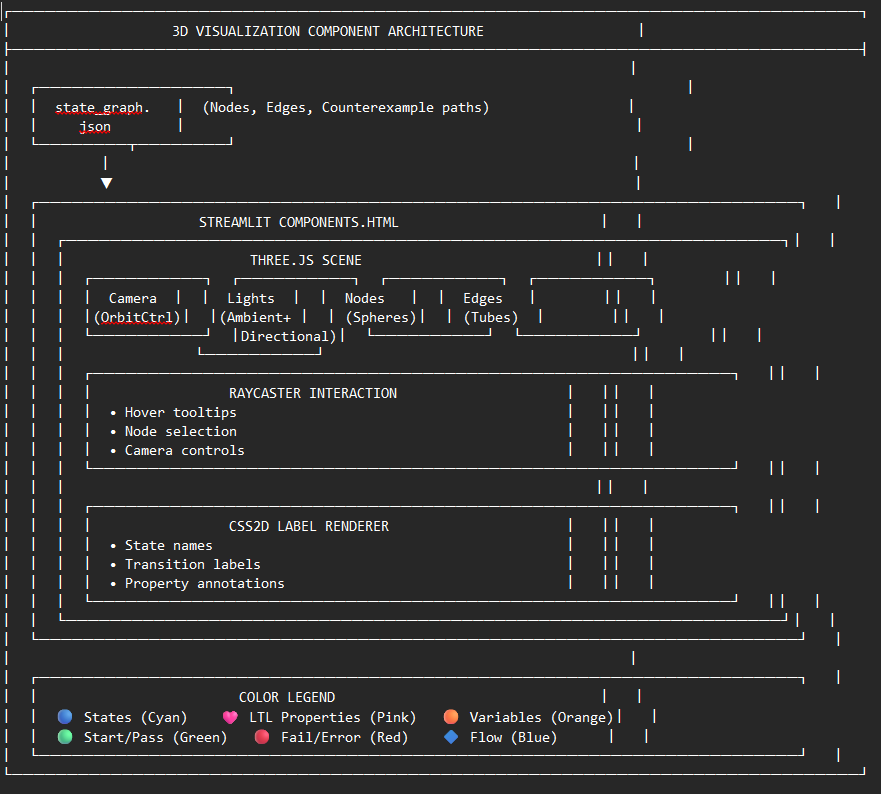 3D VISUALIZATION COMPONENT ARCHITECTURE
state_graph. (Nodes, Edges, Counterexample paths)
json
STREAMLIT COMPONENTS.HTML
THREE.JS SCENE
Camera Lights Nodes Edges
(OrbitCtrl) (Ambient+ (Spheres) (Tubes)
Directional)
RAYCASTER INTERACTION
• Hover tooltips
• Node selection
• Camera controls
CSS2D LABEL RENDERER
• State names
• Transition labels
• Property annotations
COLOR LEGEND
States (Cyan) LTL Properties (Pink) Variables (Orange)
Start/Pass (Green) Fail/Error (Red) Flow (Blue)